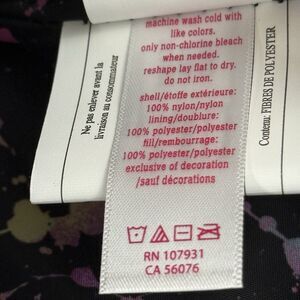 machine wash cold with
like colors.
only non-chlorine bleach
when needed.
reshape lay flat to dry.
do not iron.
shell/étoffe extérieure:
100% nylon/nylon
lining/doublure:
100% polyester/polyester
fill/rembourrage:
100% polyester/polyester
exclusive of decoration
/sauf décorations
RN 107931
CA 56076
Ne pas enlever avant la
livraison au consommateur
Contenu: FIBRES DE POLYESTER